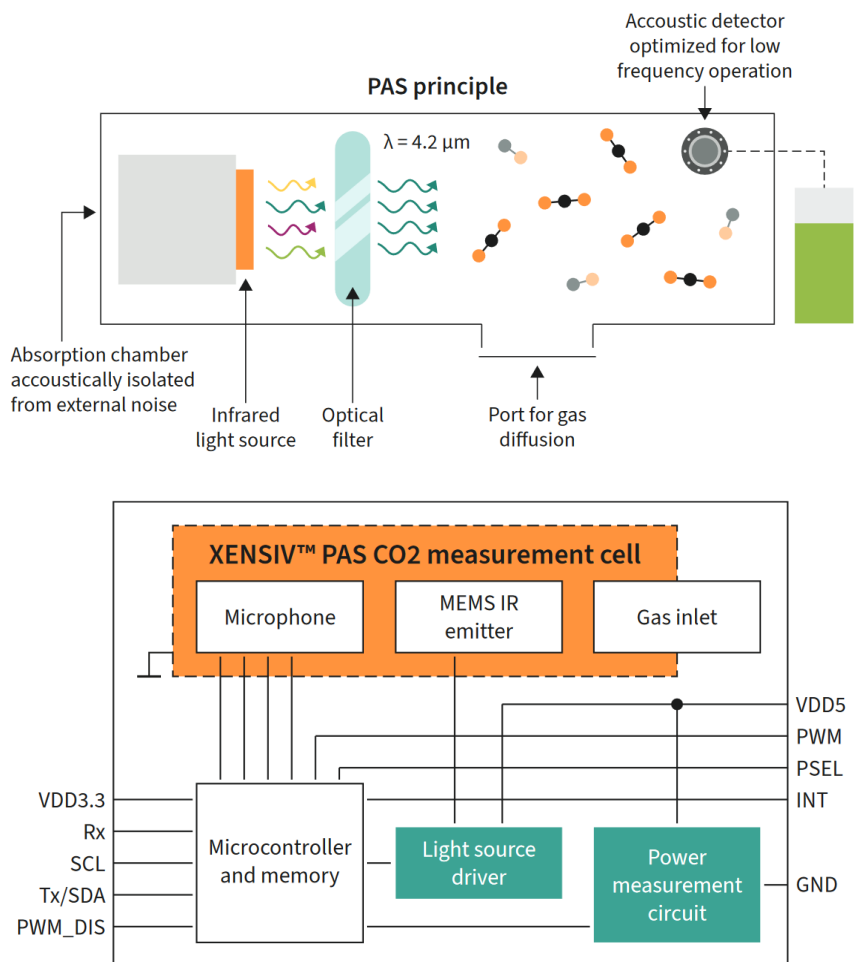 Accoustic detector
optimized for low
frequency operation
PAS principle
λ = 4.2 μm
Absorption chamber
accoustically isolated
from external noise
Infrared
light source
Optical
filter
Port for gas
diffusion
XENSIV™ PAS CO2 measurement cell
Microphone
MEMS IR
emitter
Gas inlet
VDD5
PWM
PSEL
INT
GND
VDD3.3
Rx
SCL
Tx/SDA
PWM_DIS
Microcontroller
and memory
Light source
driver
Power
measurement
circuit